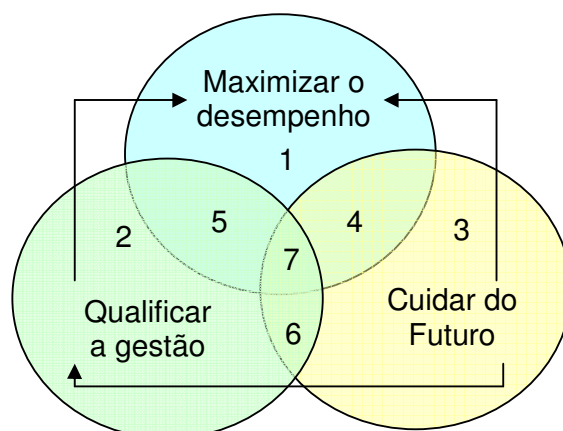 Maximizar o
desempenho
1
2
5
4
3
7
Qualificar
a gestão
6
Cuidar do
Futuro